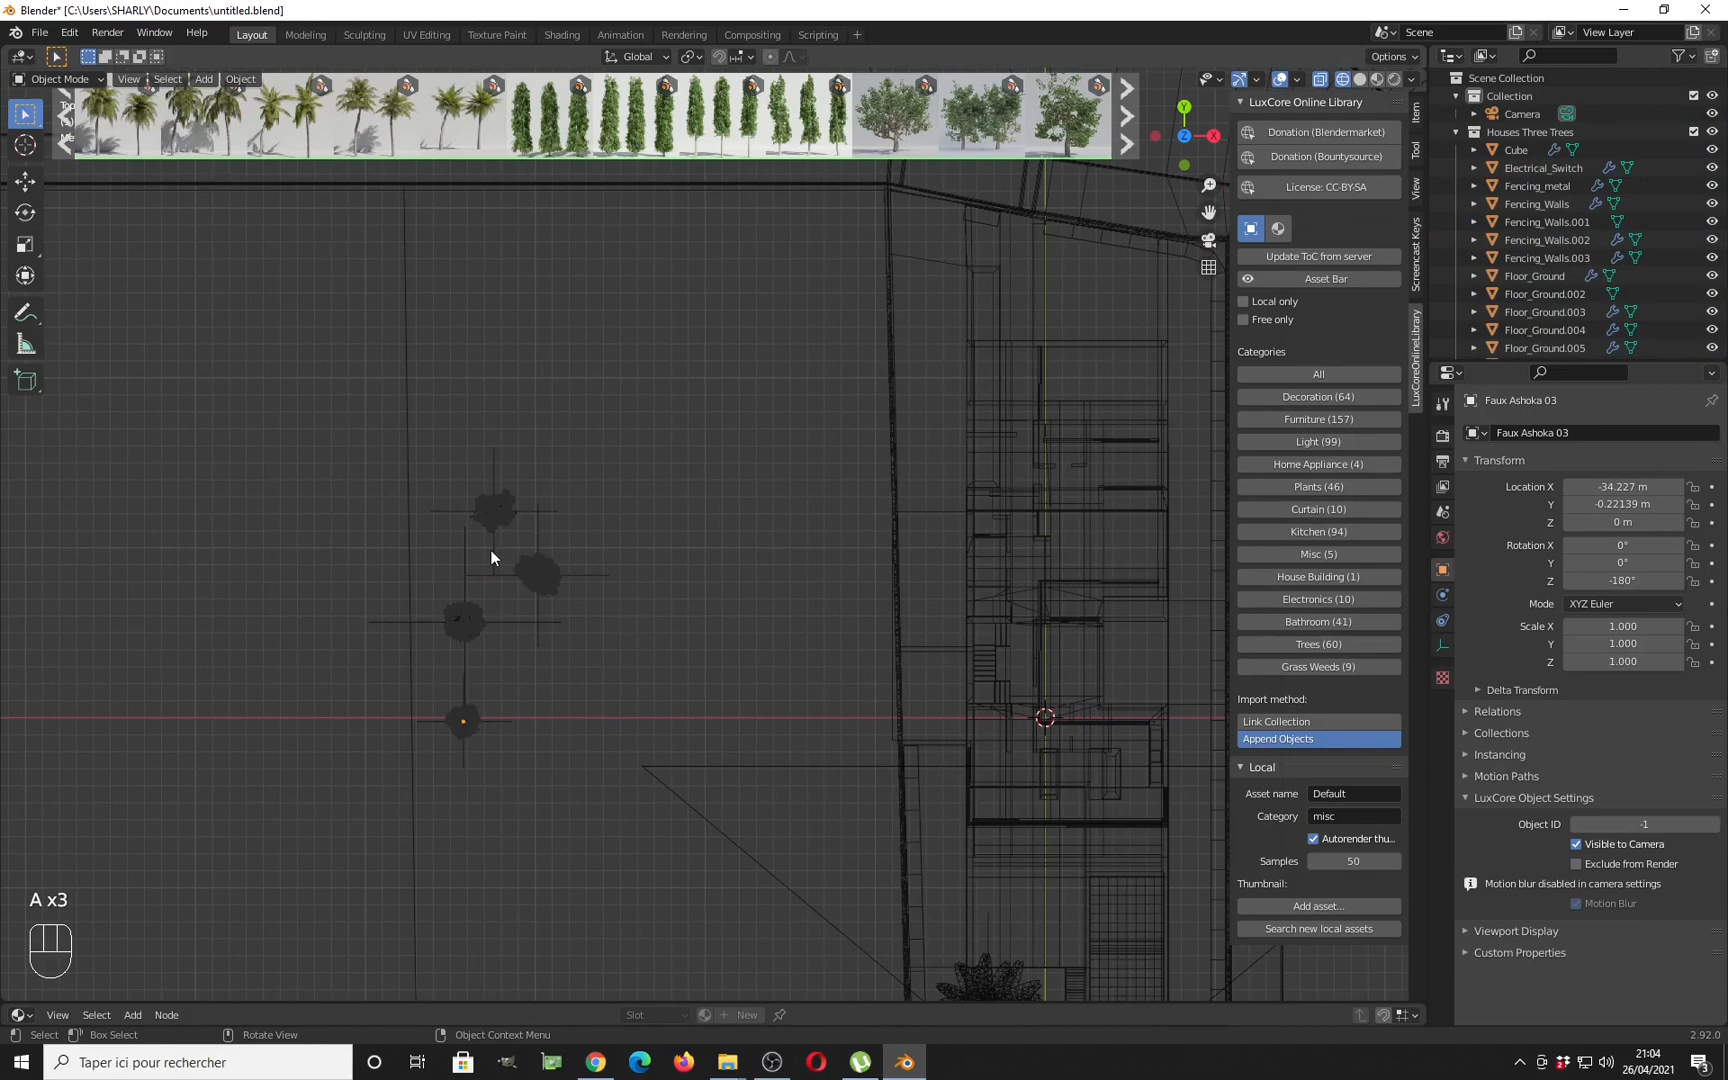 Blender* [C:\Users\SHARLY\Documents\untitled.blend]
File Edit Render Window Help
Layout Modeling Sculpting UV Editing Texture Paint Shading Animation Rendering Compositing Scripting +
Scene
View Layer
Global
Options
Object Mode View Select Add Object
LuxCore Online Library
Donation (Blendermarket)
Donation (Bountysource)
License: CC-BY-SA
Update ToC from server
Asset Bar
Local only
Free only
Categories
All
Decoration (64)
Furniture (157)
Light (99)
Home Appliance (4)
Plants (46)
Curtain (10)
Kitchen (94)
Misc (5)
House Building (1)
Electronics (10)
Bathroom (41)
Trees (60)
Grass Weeds (9)
Import method:
Link Collection
Append Objects
Local
Asset name Default
Category misc
Autorender thu...
Samples 50
Thumbnail:
Add asset...
Search new local assets
Y
Z
X
Item
Tool
View
Screencast Keys
LuxCoreOnlineLibrary
Scene Collection
Collection
Camera
Houses Three Trees
Cube
Electrical_Switch
Fencing_metal
Fencing_Walls
Fencing_Walls.001
Fencing_Walls.002
Fencing_Walls.003
Floor_Ground
Floor_Ground.002
Floor_Ground.003
Floor_Ground.004
Floor_Ground.005
Faux Ashoka 03
Faux Ashoka 03
Transform
Location X -34.227 m
Y -0.22139 m
Z 0 m
Rotation X 0°
Y 0°
Z -180°
Mode XYZ Euler
Scale X 1.000
Y 1.000
Z 1.000
Delta Transform
Relations
Collections
Instancing
Motion Paths
LuxCore Object Settings
Object ID -1
Visible to Camera
Exclude from Render
Motion blur disabled in camera settings
Motion Blur
Viewport Display
Custom Properties
A x3
View Select Add Node
Slot
New
Select Box Select Rotate View Object Context Menu
2.92.0
Taper ici pour rechercher
21:04
26/04/2021
3